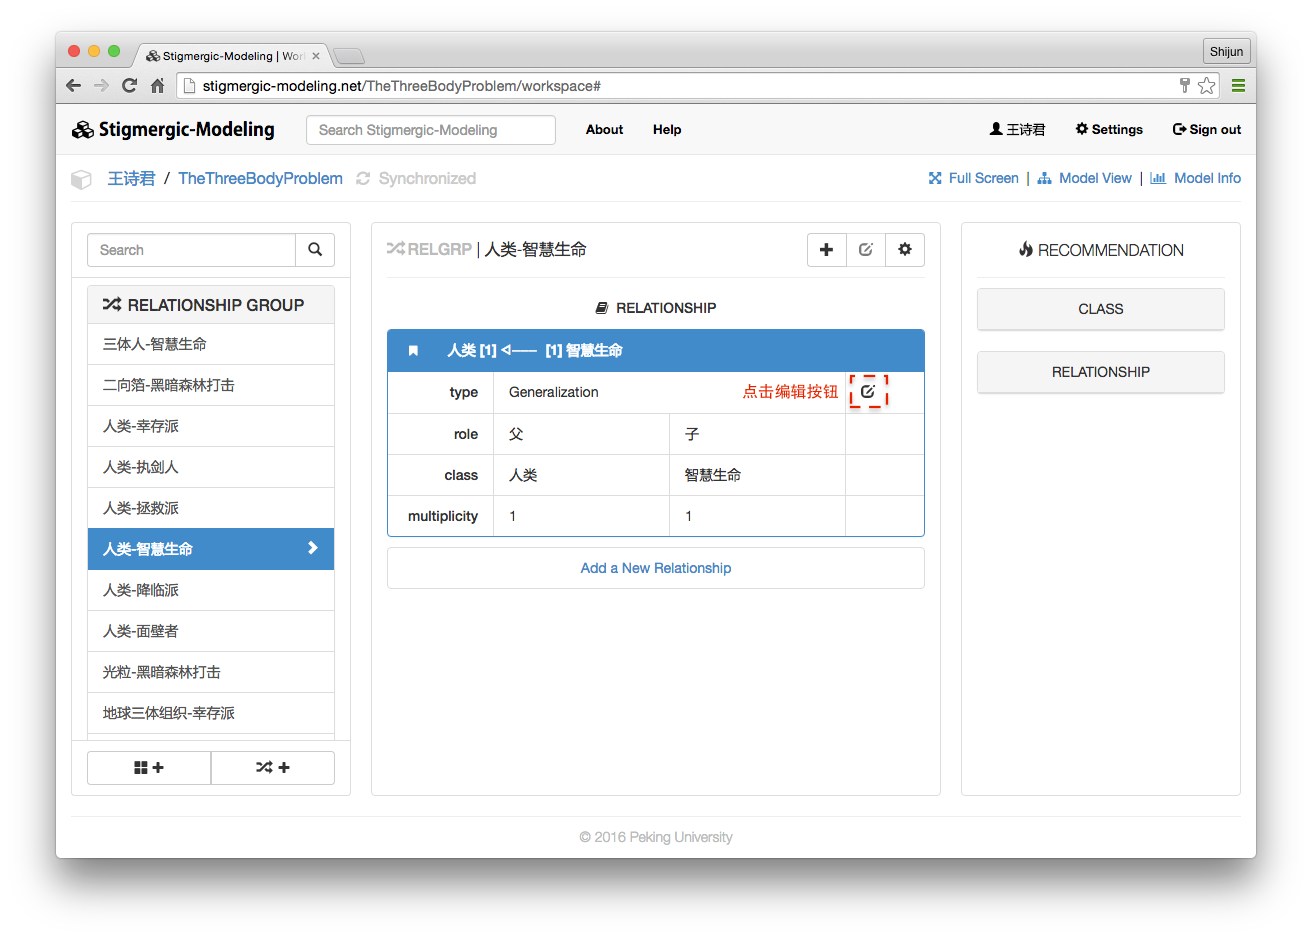 Stigmergic-Modeling | Wor
Shijun
stigmergic-modeling.net/TheThreeBodyProblem/workspace#
Stigmergic-Modeling
Search Stigmergic-Modeling
About
Help
王诗君
Settings
Sign out
王诗君 / TheThreeBodyProblem
Synchronized
Full Screen | Model View | Model Info
Search
RELATIONSHIP GROUP
三体人-智慧生命
二向箔-黑暗森林打击
人类-幸存派
人类-执剑人
人类-拯救派
人类-智慧生命
人类-降临派
人类-面壁者
光粒-黑暗森林打击
地球三体组织-幸存派
RELGRP | 人类-智慧生命
RELATIONSHIP
人类 [1] [1] 智慧生命
type Generalization 点击编辑按钮
role 父 子
class 人类 智慧生命
multiplicity 1 1
Add a New Relationship
RECOMMENDATION
CLASS
RELATIONSHIP
© 2016 Peking University